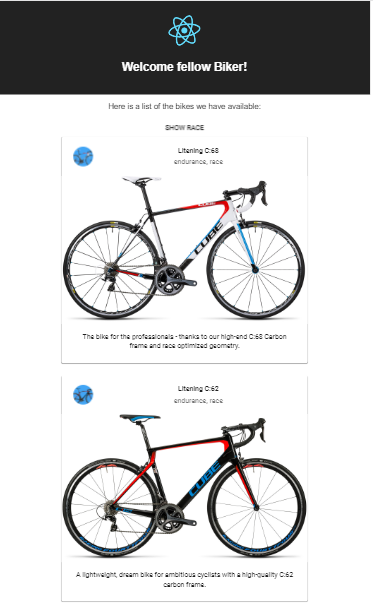 Welcome fellow Biker!
Here is a list of the bikes we have available:
SHOW RACE
Litening C:68
endurance, race
CUBE
The bike for the professionals - thanks to our high-end C:68 Carbon
frame and race optimized geometry.
Litening C:62
endurance, race
CUBE
A lightweight, dream bike for ambitious cyclists with a high-quality C:62
carbon frame.